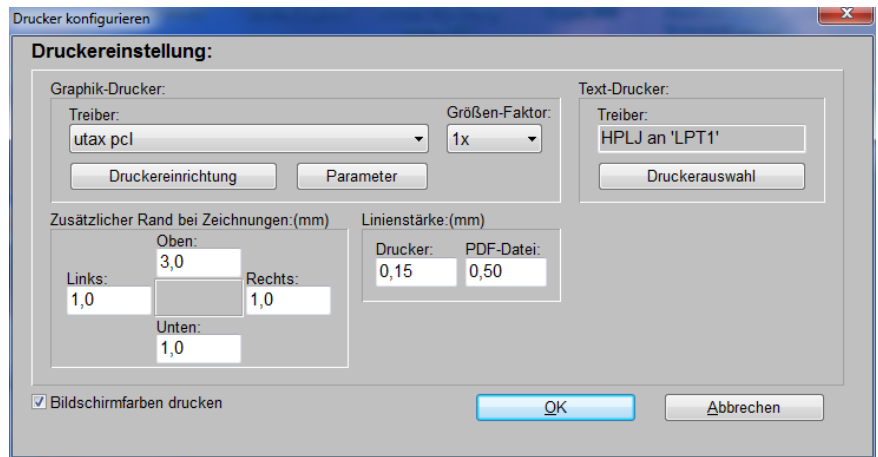 Drucker konfigurieren
Druckereinstellung:
Graphik-Drucker:
Treiber:
Größen-Faktor:
utax pcl
1x
Druckereinrichtung
Parameter
Text-Drucker:
Treiber:
HPLJ an 'LPT1'
Druckerauswahl
Zusätzlicher Rand bei Zeichnungen:(mm)
Oben:
3,0
Links:
1,0
Rechts:
1,0
Unten:
1,0
Linienstärke:(mm)
Drucker:
PDF-Datei:
0,15
0,50
Bildschirmfarben drucken
OK
Abbrechen